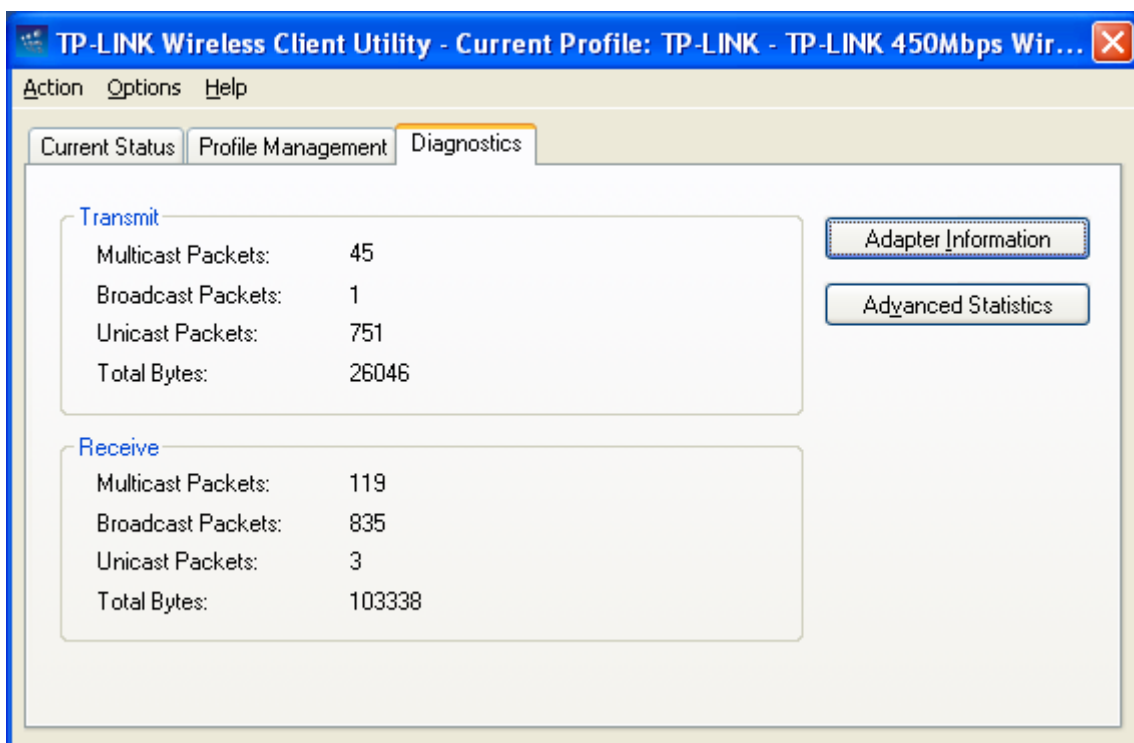 TP-LINK Wireless Client Utility - Current Profile: TP-LINK - TP-LINK 450Mbps Wir...
Action Options Help
Current Status Profile Management Diagnostics
Transmit
Multicast Packets: 45
Broadcast Packets: 1
Unicast Packets: 751
Total Bytes: 26046
Adapter Information
Advanced Statistics
Receive
Multicast Packets: 119
Broadcast Packets: 835
Unicast Packets: 3
Total Bytes: 103338